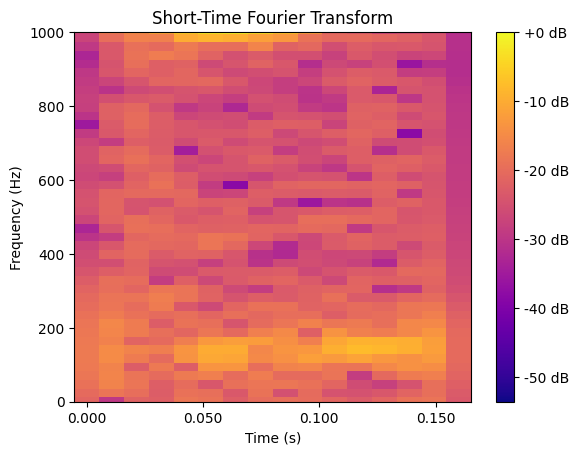 Short-Time Fourier Transform
Frequency (Hz)
1000
800
600
400
200
0
0.000
0.050
0.100
0.150
Time (s)
+0 dB
-10 dB
-20 dB
-30 dB
-40 dB
-50 dB